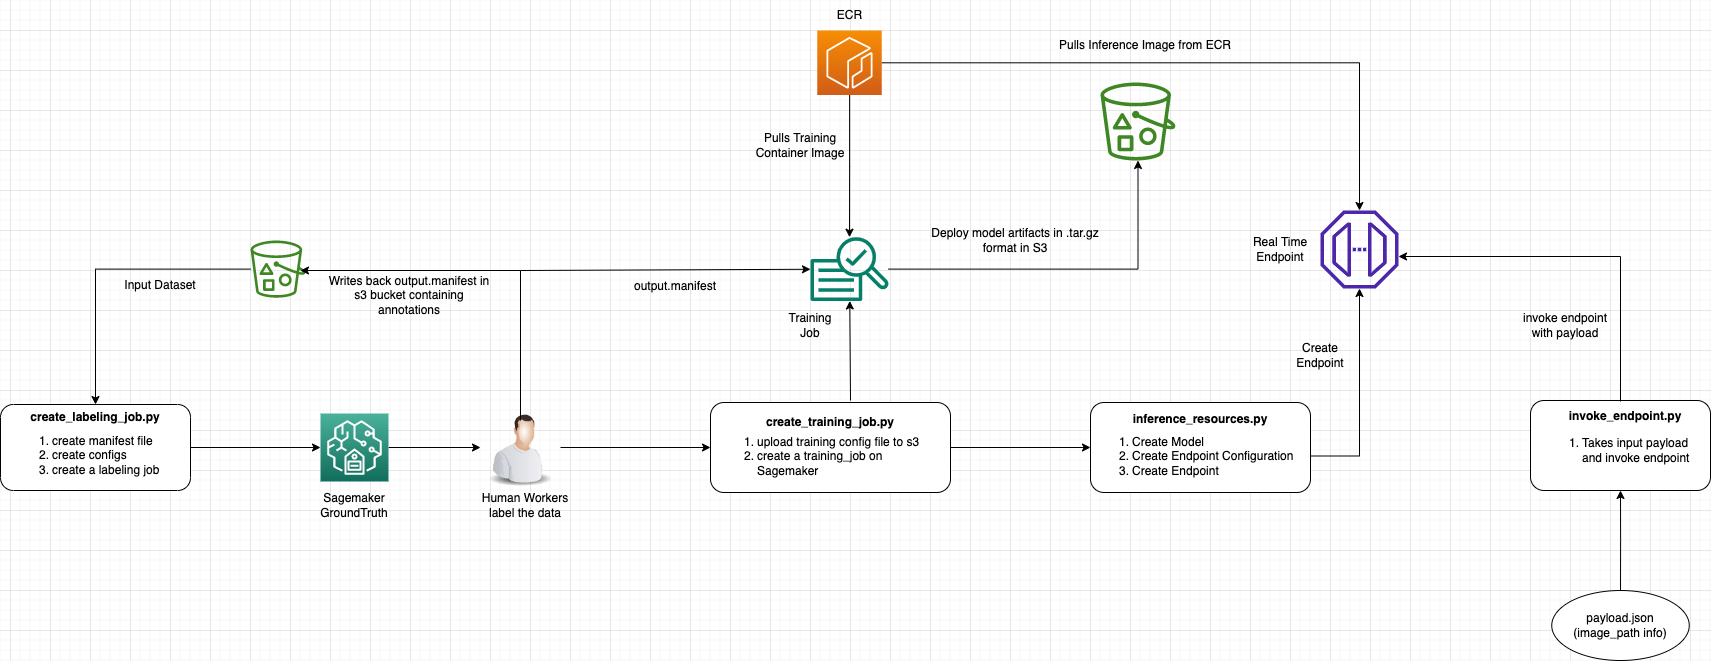 ECR
Pulls Inference Image from ECR
Pulls Training
Container Image
Deploy model artifacts in .tar.gz
format in S3
Real Time
Endpoint
Input Dataset
Writes back output.manifest in
s3 bucket containing
annotations
output.manifest
Training
Job
invoke endpoint
with payload
Create
Endpoint
create_labeling_job.py
1. create manifest file
2. create configs
3. create a labeling job
Sagemaker
GroundTruth
Human Workers
label the data
create_training_job.py
1. upload training config file to s3
2. create a training_job on
Sagemaker
inference_resources.py
1. Create Model
2. Create Endpoint Configuration
3. Create Endpoint
invoke_endpoint.py
1. Takes input payload
and invoke endpoint
payload.json
(image_path info)